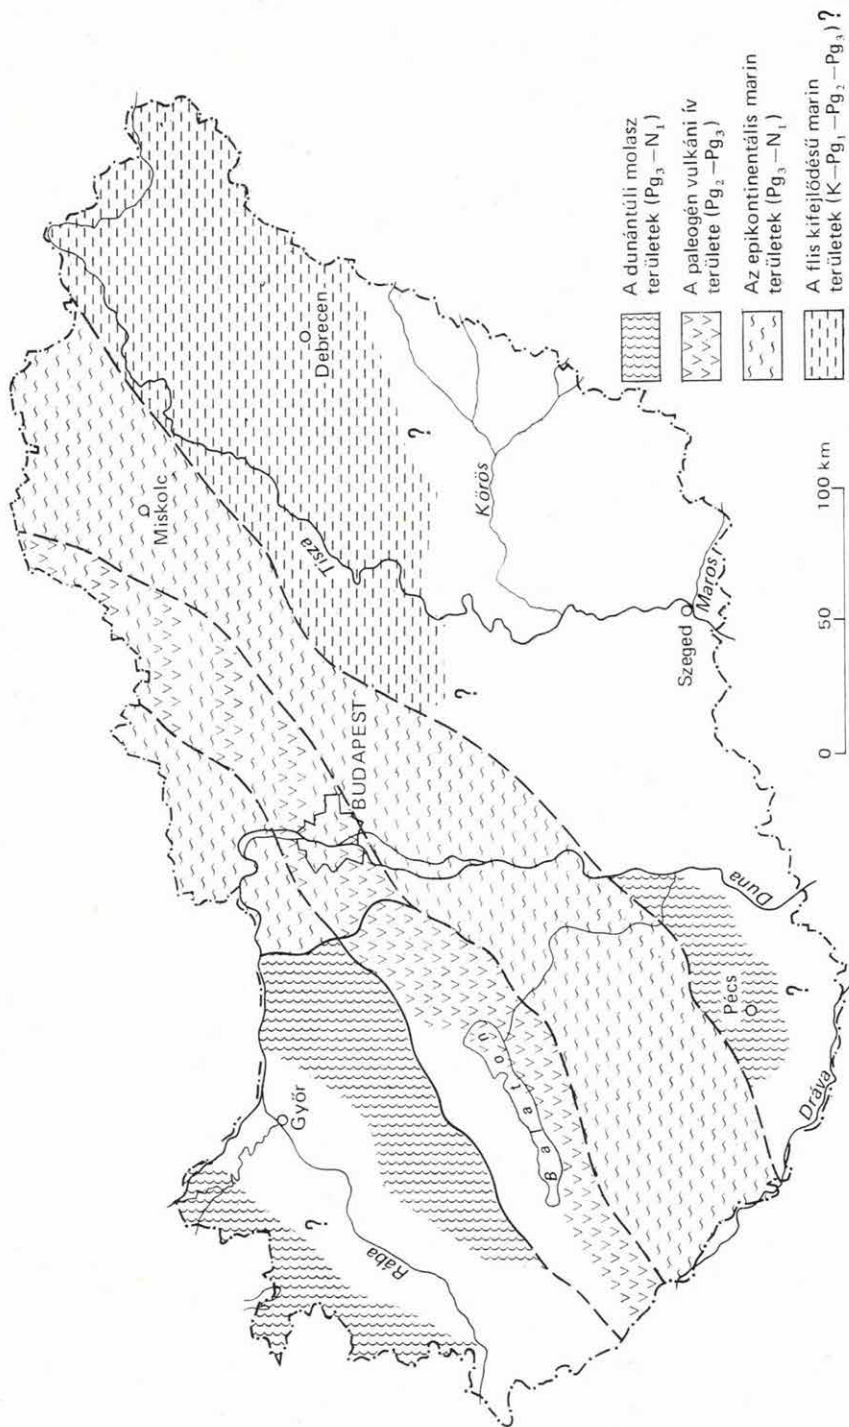 Győr
Rába
?
Balaton
BUDAPEST
Miskolc
Tisza
Debrecen
?
?
Körös
Szeged
Maros
Duna
Pécs
?
Dráva
0 50 100 km
A dunántúli molasz
területek (Pg₃—N₁)
A paleogén vulkáni ív
területe (Pg₂—Pg₃)
Az epikontinentális marin
területek (Pg₃—N₁)
A flis kifejlődésű marin
területek (K—Pg₁—Pg₂—Pg₃)?